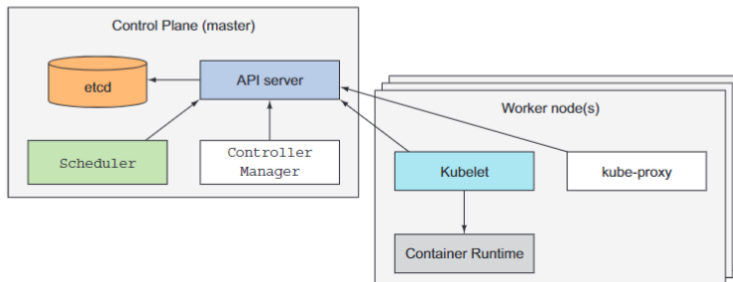 Control Plane (master)
etcd
API server
Scheduler
Controller
Manager
Worker node(s)
Kubelet
kube-proxy
Container Runtime